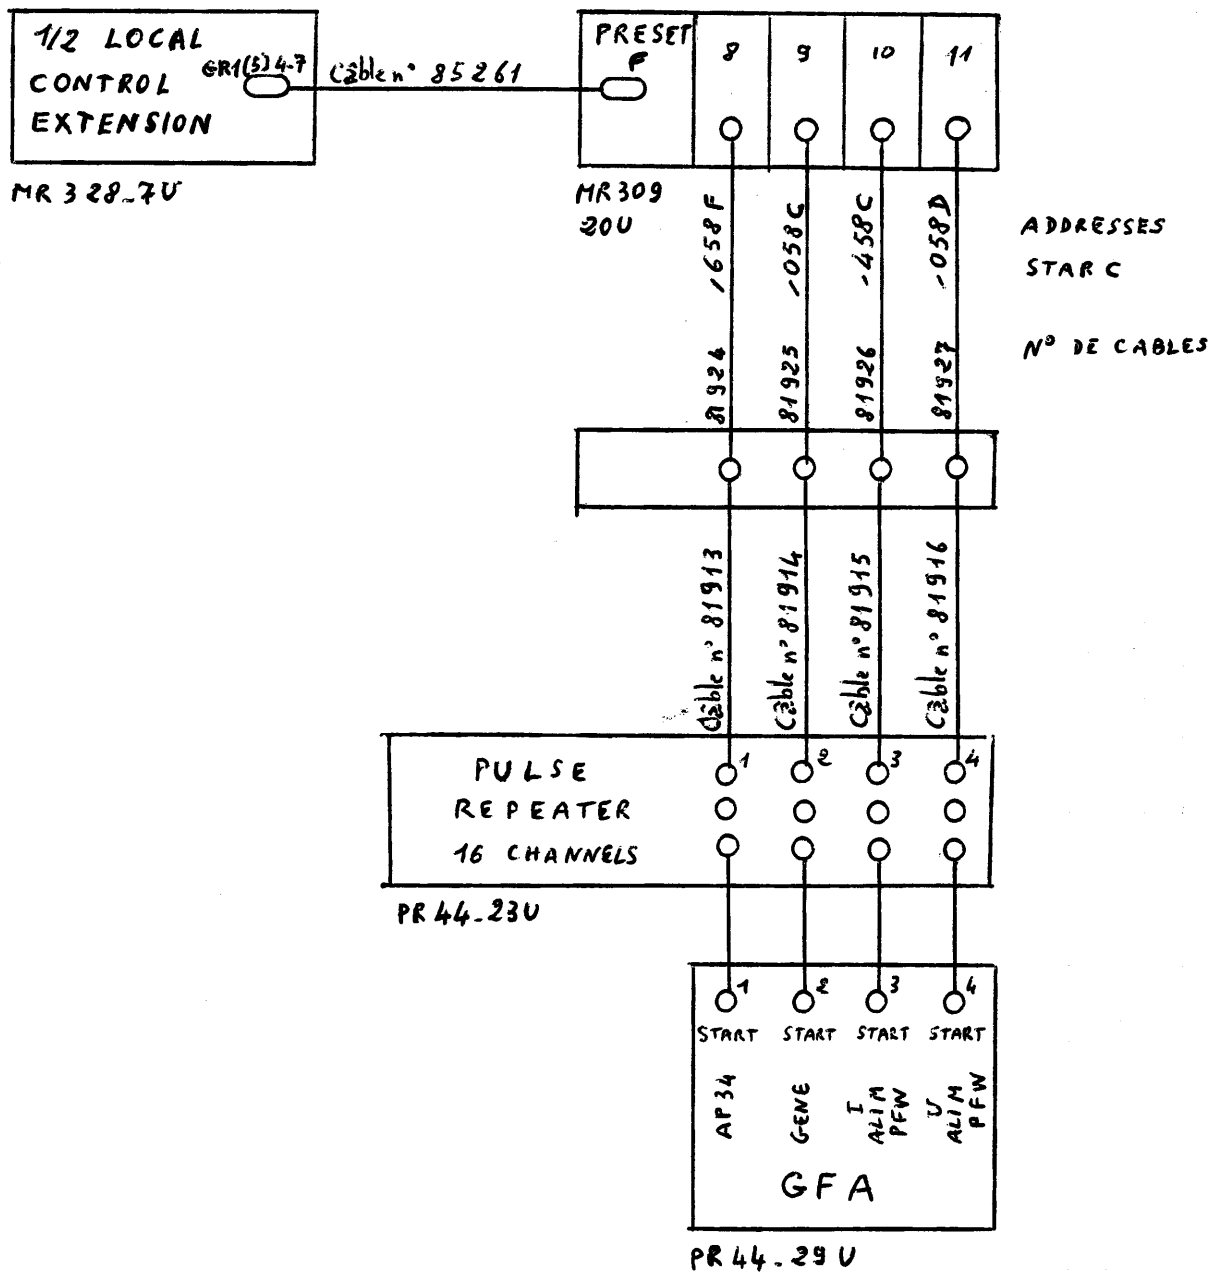 1/2 LOCAL
CONTROL
EXTENSION
GR1(5)4-7
Câble n° 85261
PRESET
F
8
9
10
11
MR 328-7U
MR309
20U
,658F
,058C
,458C
,058D
ADDRESSES
STAR C
81924
81925
81926
81927
N° DE CABLES
Câble n° 81913
Câble n° 81914
Câble n° 81915
Câble n° 81916
PULSE
REPEATER
16 CHANNELS
1
2
3
4
PR 44-23U
1
2
3
4
START
START
START
START
AP34
GENE
I
ALIM
PFW
U
ALIM
PFW
GFA
PR 44-29U